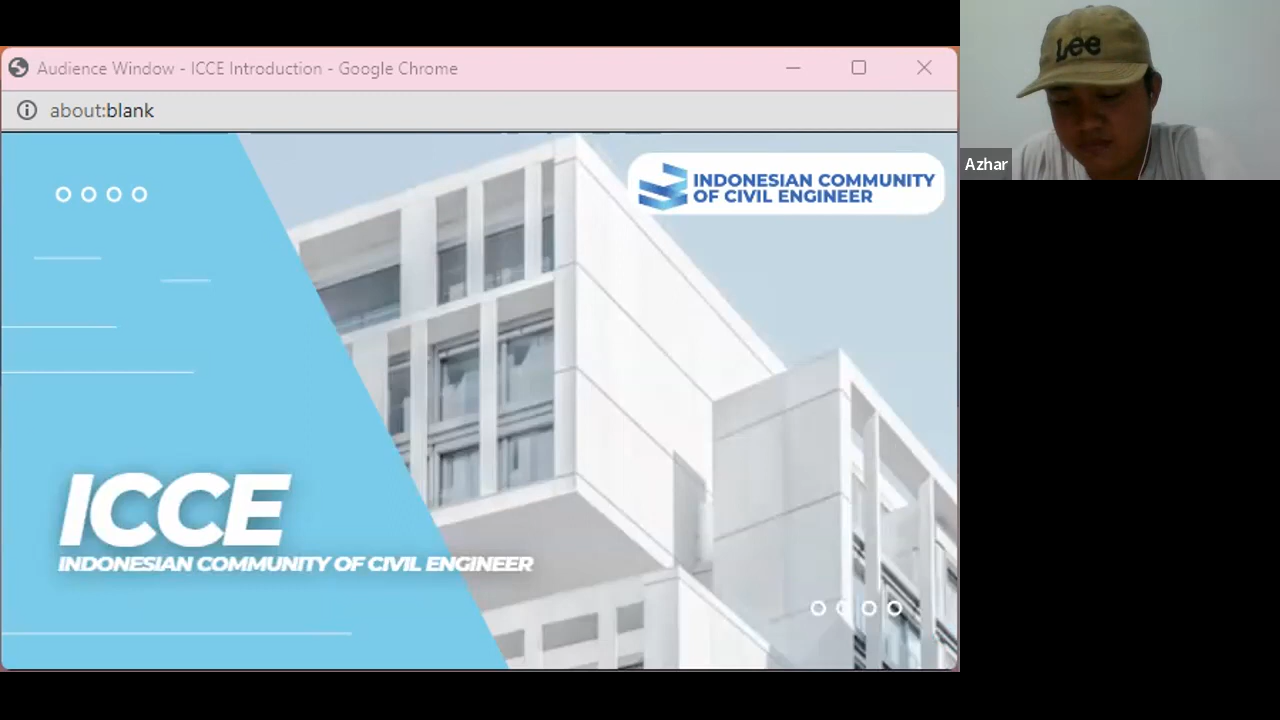 Audience Window - ICCE Introduction - Google Chrome
about:blank
INDONESIAN COMMUNITY
OF CIVIL ENGINEER
ICCE
INDONESIAN COMMUNITY OF CIVIL ENGINEER
Lee
Azhar